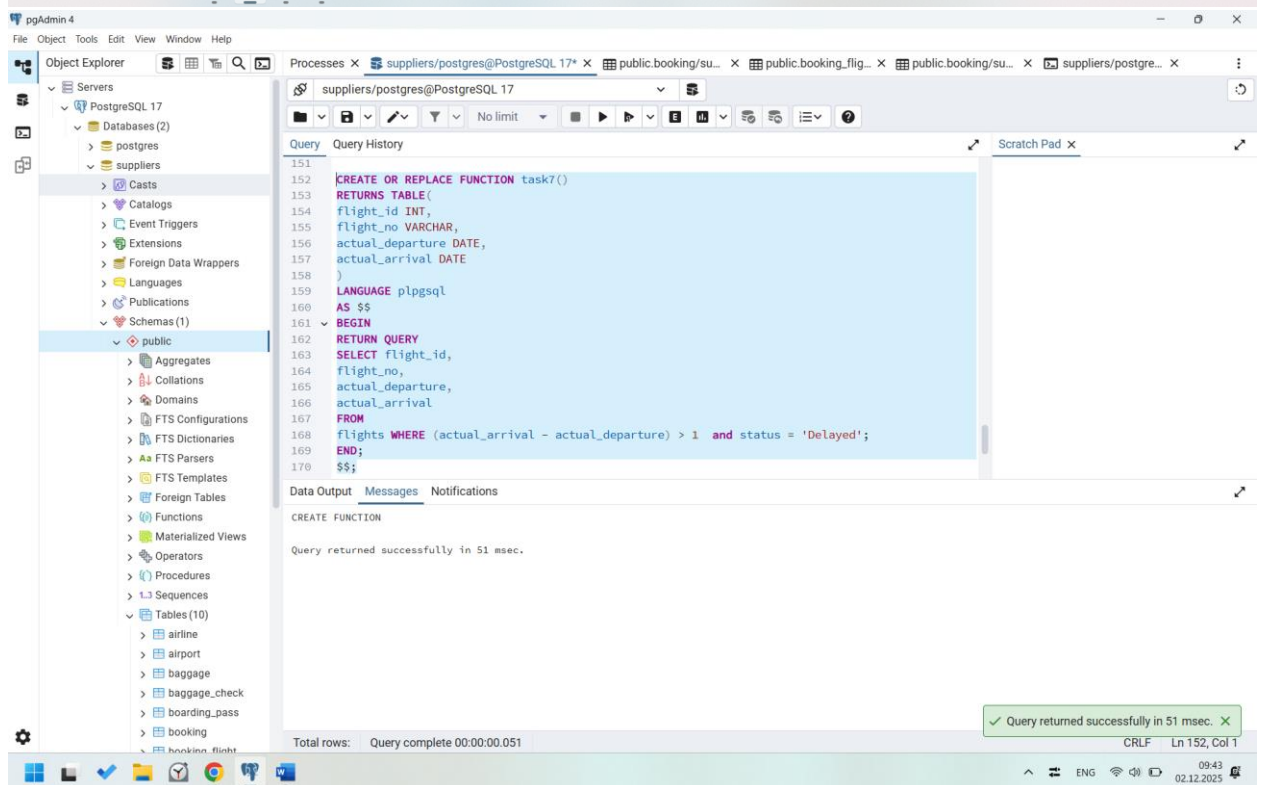 pgAdmin 4
File Object Tools Edit View Window Help
Object Explorer
Processes suppliers/postgres@PostgreSQL 17* public.booking/su... public.booking_flig... public.booking/su... suppliers/postgre...
Servers
PostgreSQL 17
Databases (2)
postgres
suppliers
Casts
Catalogs
Event Triggers
Extensions
Foreign Data Wrappers
Languages
Publications
Schemas (1)
public
Aggregates
Collations
Domains
FTS Configurations
FTS Dictionaries
FTS Parsers
FTS Templates
Foreign Tables
Functions
Materialized Views
Operators
Procedures
1..3 Sequences
Tables (10)
airline
airport
baggage
baggage_check
boarding_pass
booking
booking_flight
suppliers/postgres@PostgreSQL 17
No limit
Query Query History
Scratch Pad
151
152 CREATE OR REPLACE FUNCTION task7()
153 RETURNS TABLE(
154 flight_id INT,
155 flight_no VARCHAR,
156 actual_departure DATE,
157 actual_arrival DATE
158 )
159 LANGUAGE plpgsql
160 AS $$
161 BEGIN
162 RETURN QUERY
163 SELECT flight_id,
164 flight_no,
165 actual_departure,
166 actual_arrival
167 FROM
168 flights WHERE (actual_arrival - actual_departure) > 1 and status = 'Delayed';
169 END;
170 $$;
Data Output Messages Notifications
CREATE FUNCTION
Query returned successfully in 51 msec.
Query returned successfully in 51 msec.
Total rows: Query complete 00:00:00.051
CRLF Ln 152, Col 1
ENG
09:43
02.12.2025